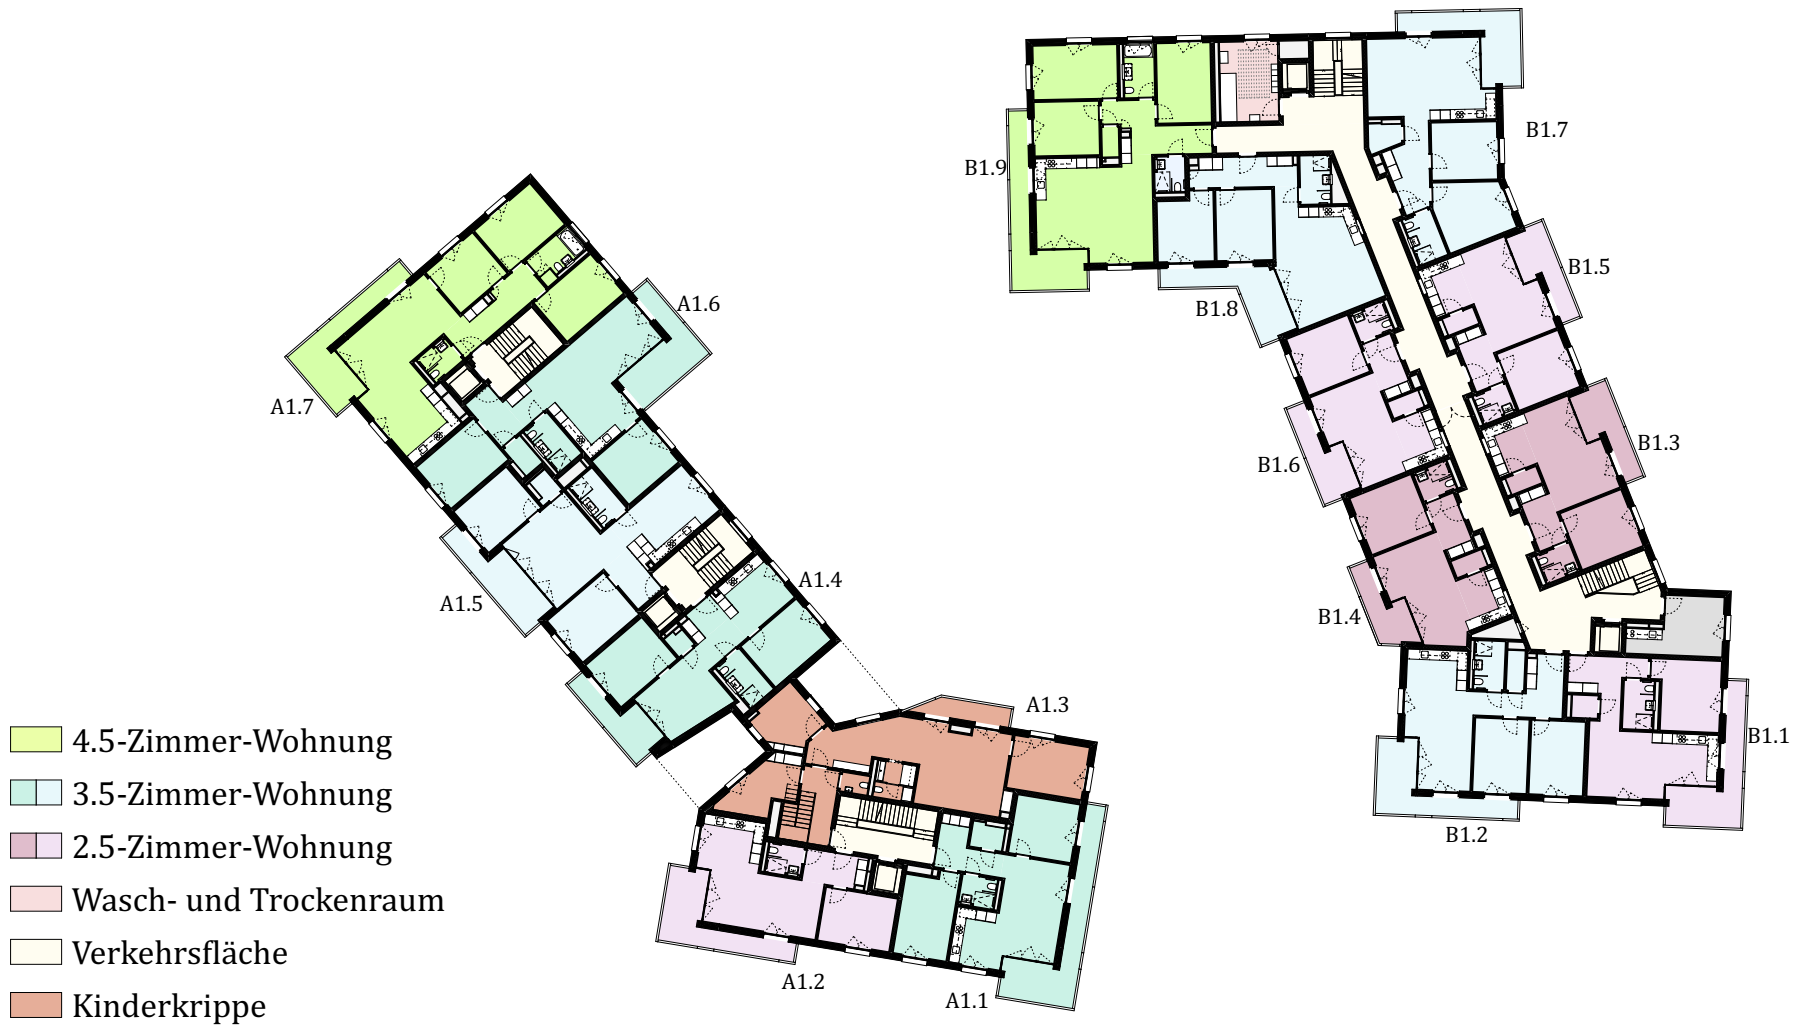 B1.7
B1.9
B1.5
A1.6
B1.8
A1.7
B1.3
B1.6
A1.4
A1.5
B1.4
A1.3
4.5-Zimmer-Wohnung
B1.1
3.5-Zimmer-Wohnung
B1.2
2.5-Zimmer-Wohnung
Wasch- und Trockenraum
Verkehrsfläche
A1.2
A1.1
Kinderkrippe